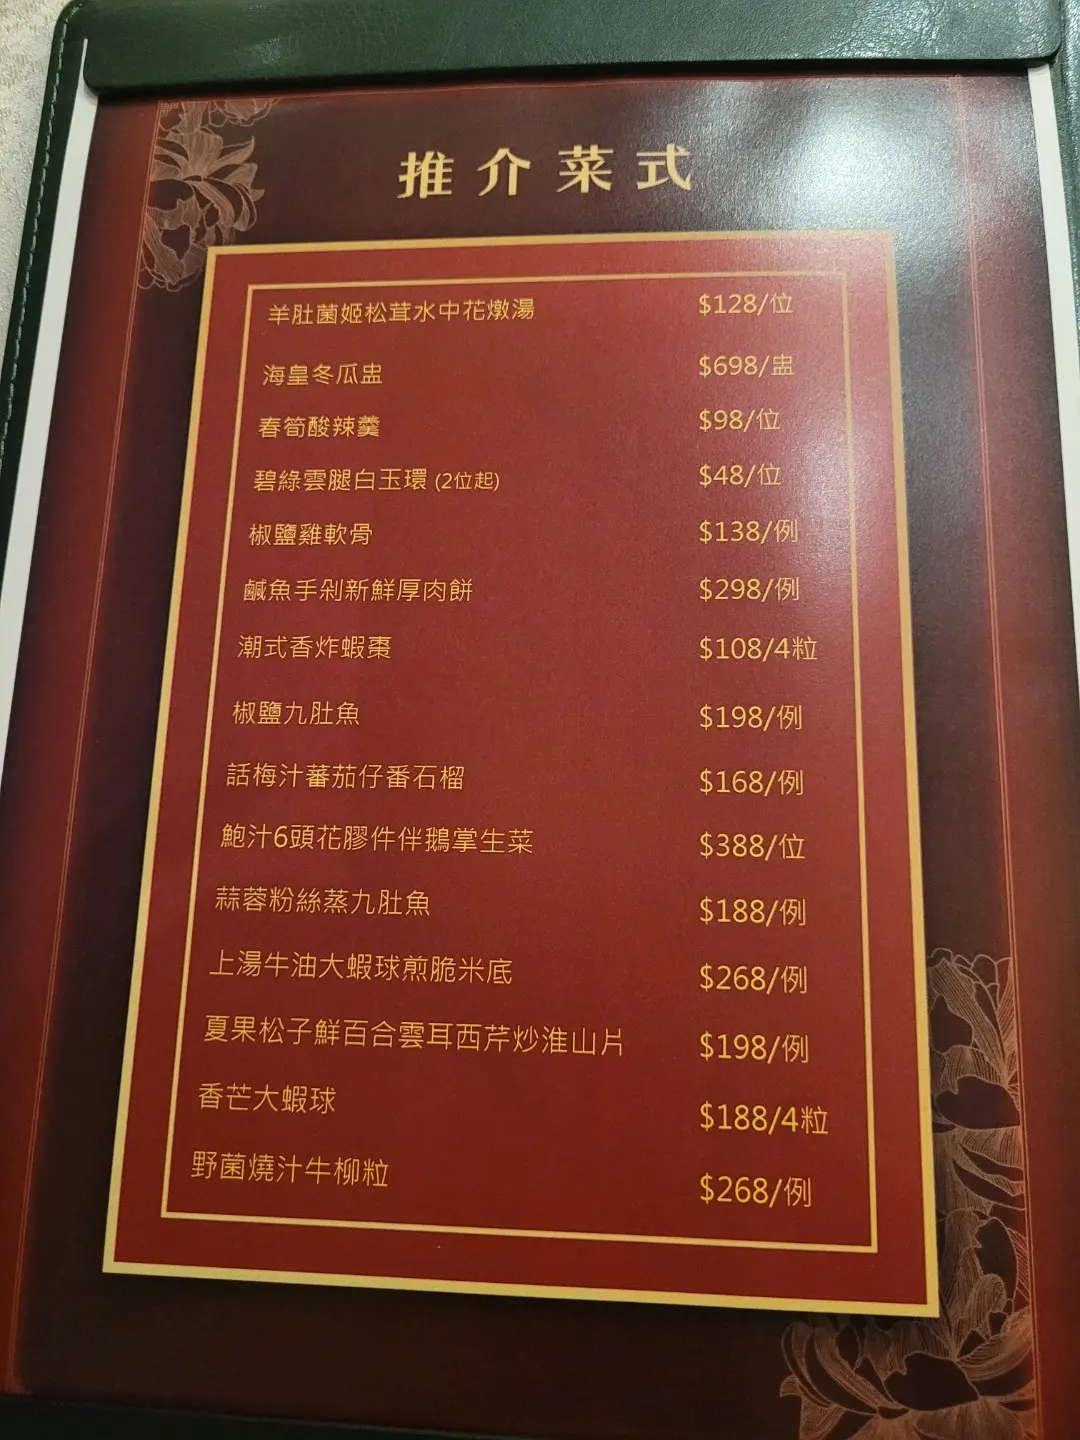 推介菜式
羊肚菌姬松茸水中花燉湯 $128/位
海皇冬瓜盅 $698/盅
春筍酸辣羹 $98/位
碧綠雲腿白玉環 (2位起) $48/位
椒鹽雞軟骨 $138/例
鹹魚手剁新鮮厚肉餅 $298/例
潮式香炸蝦棗 $108/4粒
椒鹽九肚魚 $198/例
話梅汁蕃茄仔番石榴 $168/例
鮑汁6頭花膠件伴鵝掌生菜 $388/位
蒜蓉粉絲蒸九肚魚 $188/例
上湯牛油大蝦球煎脆米底 $268/例
夏果松子鮮百合雲耳西芹炒淮山片 $198/例
香芒大蝦球 $188/4粒
野菌燒汁牛柳粒 $268/例